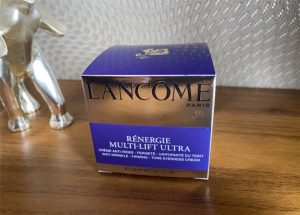 LANCÔME
PARIS
RÉNERGIE
MULTI-LIFT ULTRA
CRÈME ANTI-RIDES - FERMETÉ - UNIFORMITÉ DU TEINT
ANTI-WRINKLE - FIRMING - TONE EVENNESS CREAM